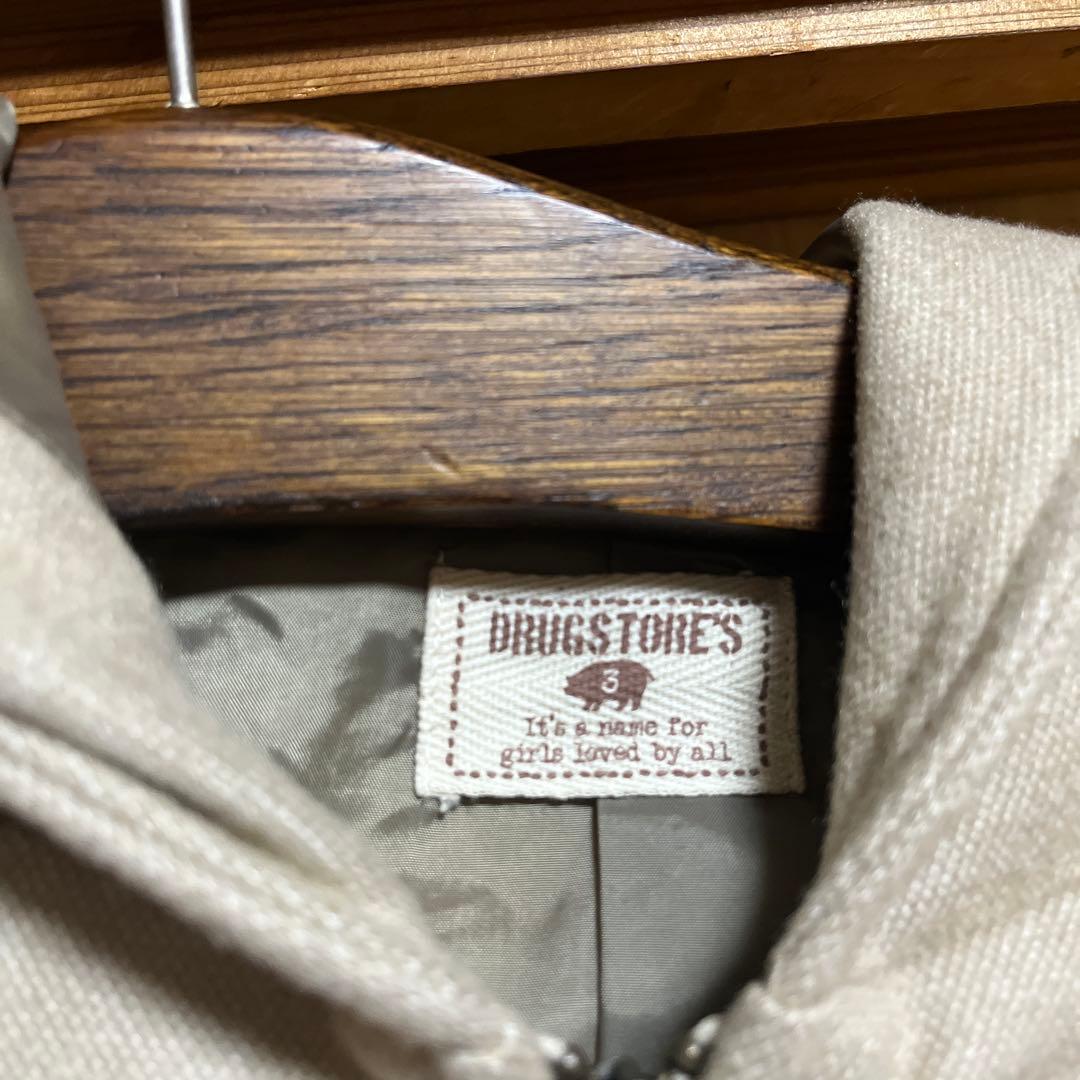 DRUGSTORE'S
3
It's a name for
girls loved by all